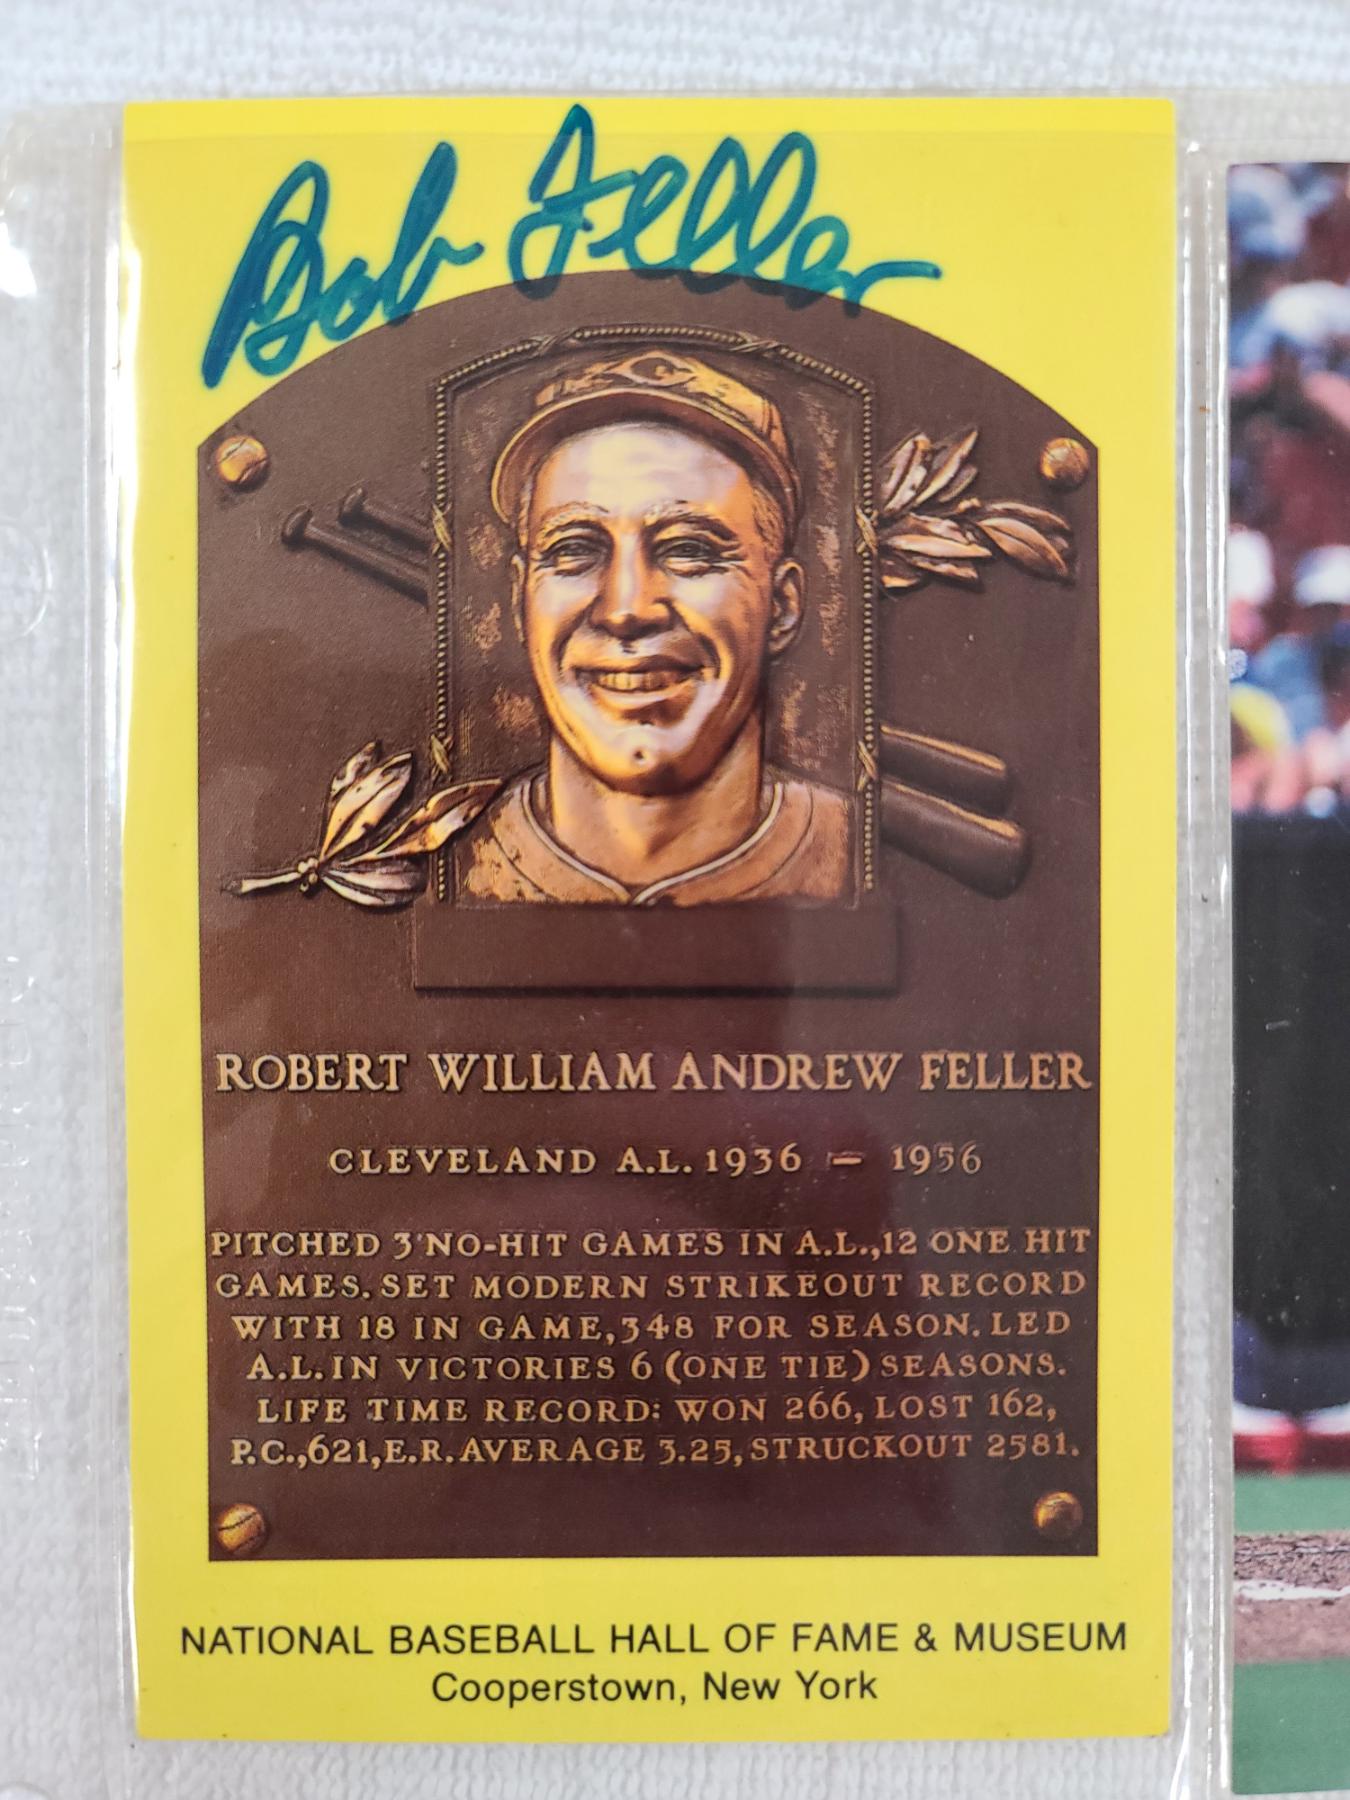 Bob Feller
ROBERT WILLIAM ANDREW FELLER
CLEVELAND A.L. 1936 – 1956
PITCHED 3 NO-HIT GAMES IN A.L.,12 ONE HIT
GAMES. SET MODERN STRIKEOUT RECORD
WITH 18 IN GAME, 348 FOR SEASON. LED
A.L. IN VICTORIES 6 (ONE TIE) SEASONS.
LIFE TIME RECORD: WON 266, LOST 162,
P.C.,621, E.R. AVERAGE 3.25, STRUCKOUT 2581.
NATIONAL BASEBALL HALL OF FAME & MUSEUM
Cooperstown, New York